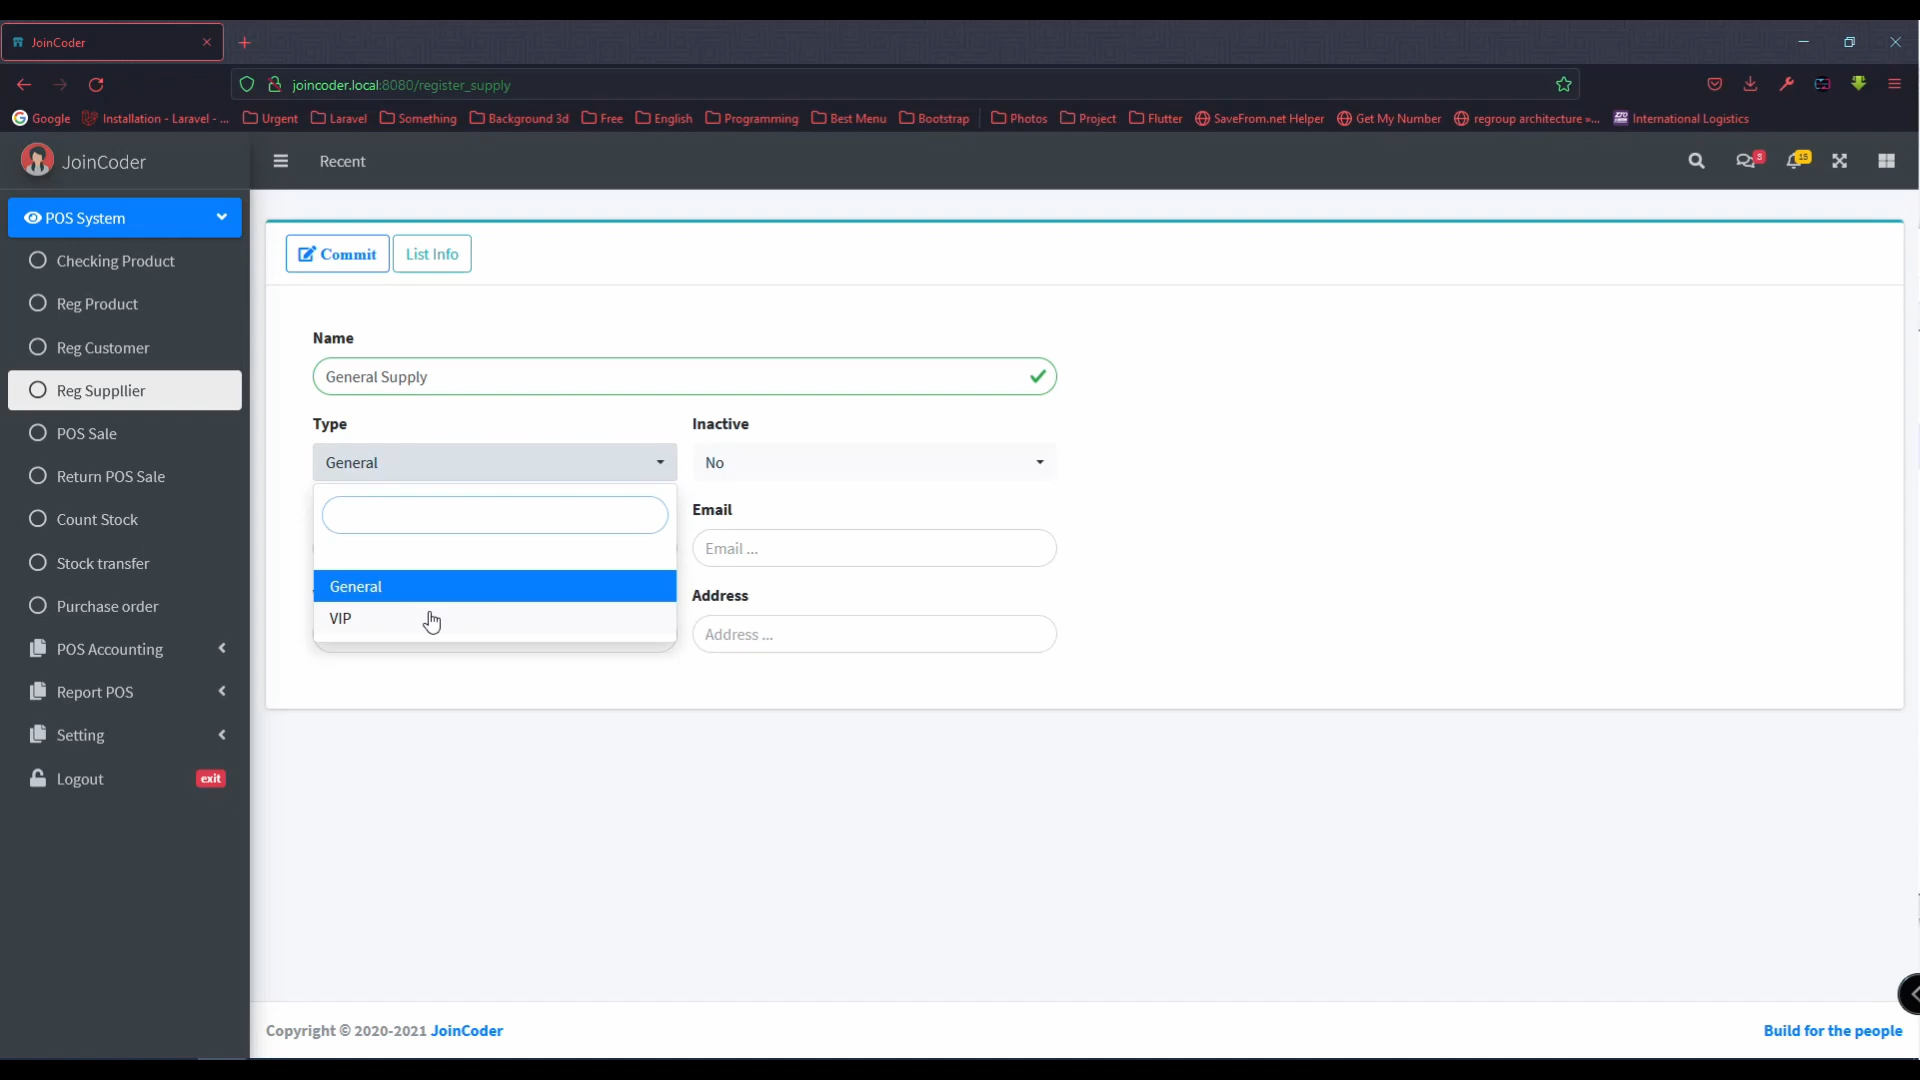 JoinCoder
joincoder.local:8080/register_supply
Google Installation - Laravel - ... Urgent Laravel Something Background 3d Free English Programming Best Menu Bootstrap Photos Project Flutter SaveFrom.net Helper Get My Number regroup architecture »... International Logistics
JoinCoder
Recent
3
15
POS System
Checking Product
Reg Product
Reg Customer
Reg Suppllier
POS Sale
Return POS Sale
Count Stock
Stock transfer
Purchase order
POS Accounting
Report POS
Setting
Logout exit
Commit List Info
Name
General Supply
Type Inactive
General No
Email
Email ...
General
Address
VIP
Address ...
Copyright © 2020-2021 JoinCoder
Build for the people